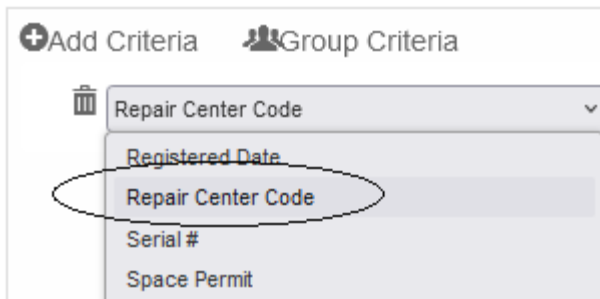 Add Criteria Group Criteria
Repair Center Code
Registered Date
Repair Center Code
Serial #
Space Permit